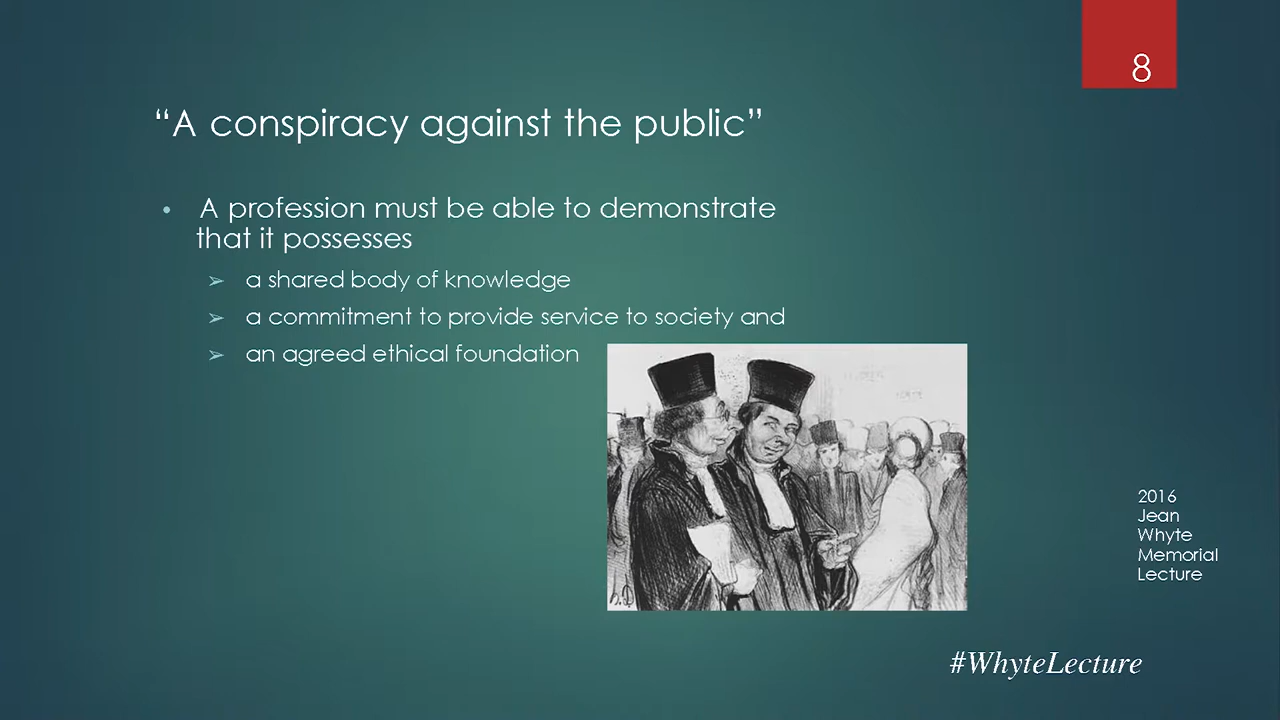 8
“A conspiracy against the public”
• A profession must be able to demonstrate
that it possesses
➢ a shared body of knowledge
➢ a commitment to provide service to society and
➢ an agreed ethical foundation
h.D
2016
Jean
Whyte
Memorial
Lecture
#WhyteLecture